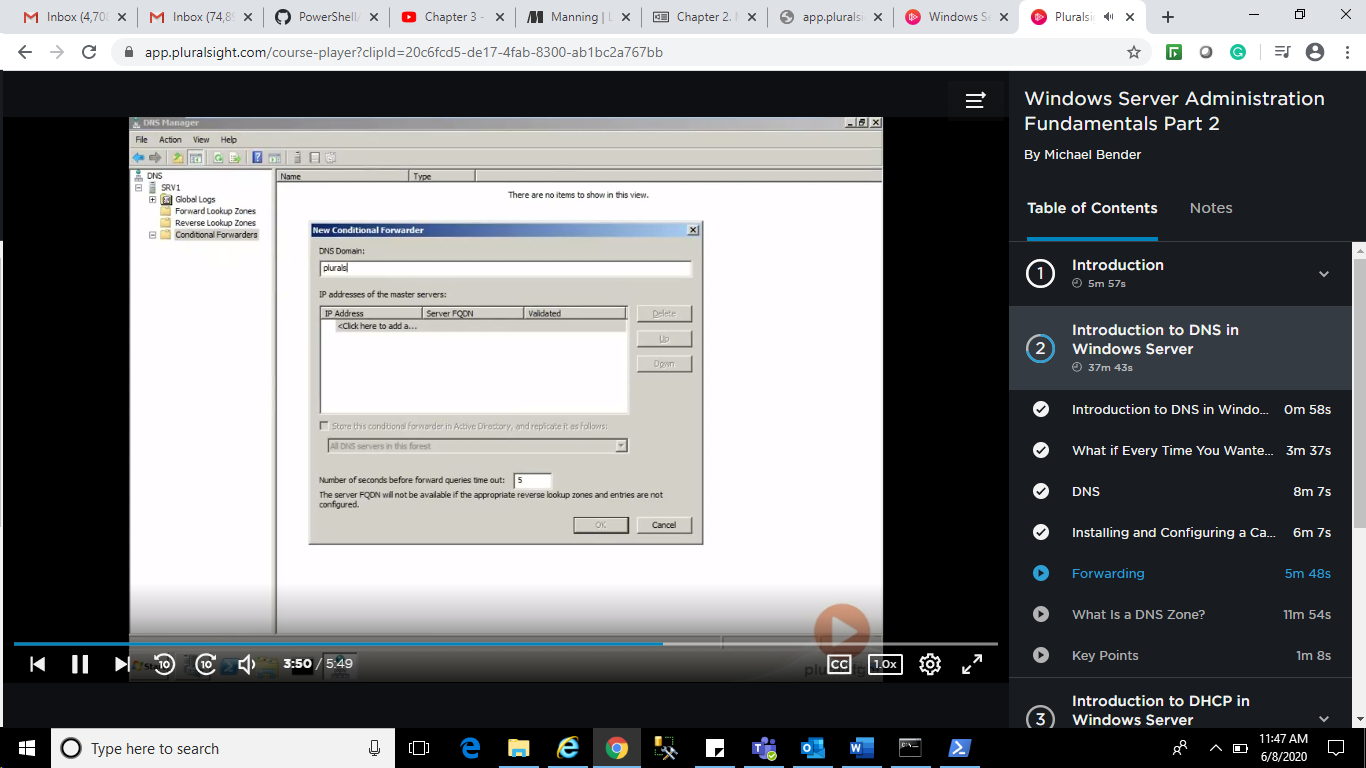 Inbox (4,708
Inbox (74,89
PowerShell/
Chapter 3 -
Manning | L
Chapter 2. M
app.plurals
Windows Se
Pluralsi
app.pluralsight.com/course-player?clipId=20c6fcd5-de17-4fab-8300-ab1bc2a767bb
DNS Manager
File Action View Help
DNS
SRV1
Global Logs
Forward Lookup Zones
Reverse Lookup Zones
Conditional Forwarders
Name Type
There are no items to show in this view.
New Conditional Forwarder
DNS Domain:
plurals
IP addresses of the master servers:
IP Address Server FQDN Validated
<Click here to add a...
Delete
Up
Down
Store this conditional forwarder in Active Directory, and replicate it as follows:
All DNS servers in this forest
Number of seconds before forward queries time out: 5
The server FQDN will not be available if the appropriate reverse lookup zones and entries are not
configured.
OK Cancel
10 10 3:50 / 5:49 CC 1.0x
Windows Server Administration
Fundamentals Part 2
By Michael Bender
Table of Contents Notes
1 Introduction
5m 57s
2 Introduction to DNS in
Windows Server
37m 43s
Introduction to DNS in Windo... 0m 58s
What if Every Time You Wante... 3m 37s
DNS 8m 7s
Installing and Configuring a Ca... 6m 7s
Forwarding 5m 48s
What Is a DNS Zone? 11m 54s
Key Points 1m 8s
3 Introduction to DHCP in
Windows Server
Type here to search
11:47 AM
6/8/2020